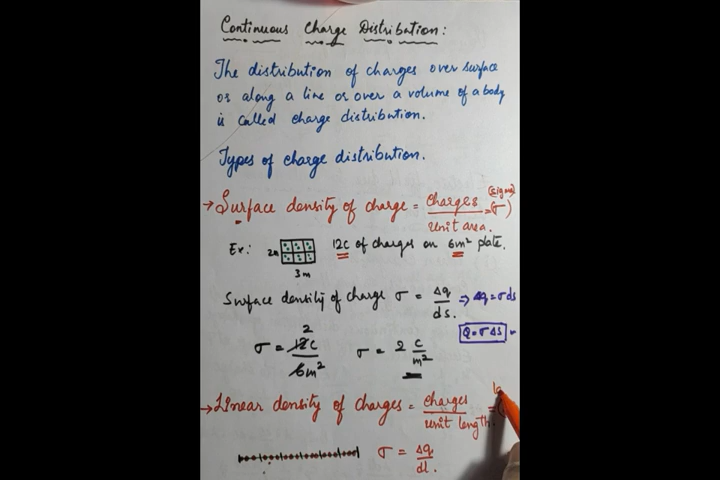 Continuous Charge Distribution:
The distribution of charges over surface
or along a line or over a volume of a body
is called charge distribution.
Types of charge distribution.
(sigma)
→ Surface density of charge = charges / unit area. = (σ)
Ex: 2m 12C of charges on 6m² plate.
3m
Surface density of charge σ = Δq / ds. ⇒ Δq = σ ds
Q = σ ΔS
σ = 12C / 6m² 2 σ = 2 C / m²
→ Linear density of charges = charges / unit length. = (
σ = Δq / dl.